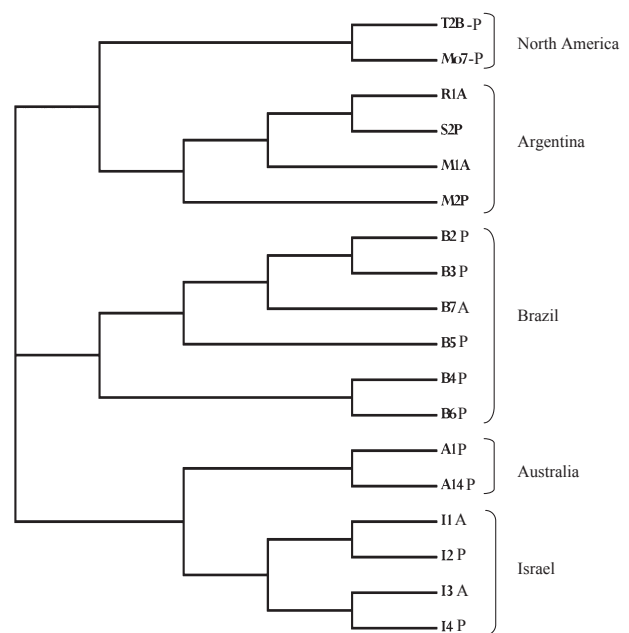 T2B-P
Mo7-P
North America
R1A
S2P
M1A
M2P
Argentina
B2 P
B3 P
B7 A
B5 P
B4 P
B6 P
Brazil
A1 P
A14 P
Australia
I1 A
I2 P
I3 A
I4 P
Israel